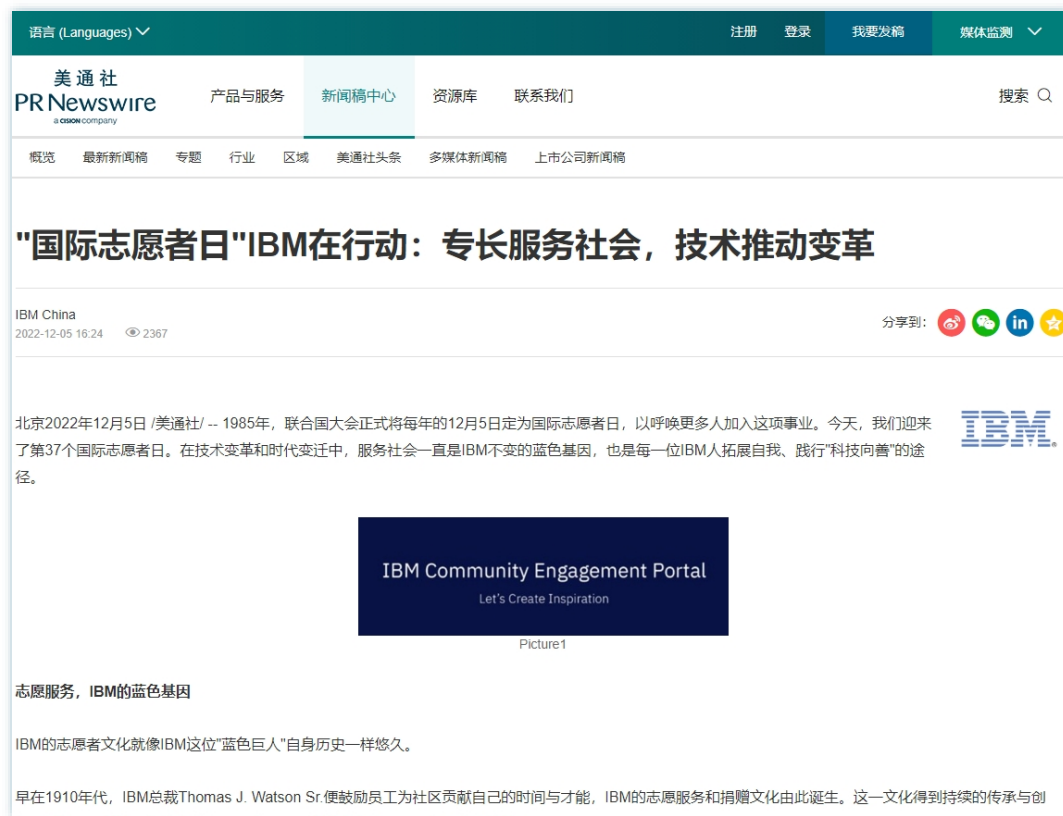 语言 (Languages)
注册
登录
我要发稿
媒体监测
美通社
PR Newswire
a CISION company
产品与服务
新闻稿中心
资源库
联系我们
搜索
概览
最新新闻稿
专题
行业
区域
美通社头条
多媒体新闻稿
上市公司新闻稿
"国际志愿者日"IBM在行动：专长服务社会，技术推动变革
IBM China
2022-12-05 16:24
2367
分享到：
in
北京2022年12月5日 /美通社/ -- 1985年，联合国大会正式将每年的12月5日定为国际志愿者日，以呼唤更多人加入这项事业。今天，我们迎来
了第37个国际志愿者日。在技术变革和时代变迁中，服务社会一直是IBM不变的蓝色基因，也是每一位IBM人拓展自我、践行"科技向善"的途
径。
IBM
IBM Community Engagement Portal
Let's Create Inspiration
Picture1
志愿服务，IBM的蓝色基因
IBM的志愿者文化就像IBM这位"蓝色巨人"自身历史一样悠久。
早在1910年代，IBM总裁Thomas J. Watson Sr.便鼓励员工为社区贡献自己的时间与才能，IBM的志愿服务和捐赠文化由此诞生。这一文化得到持续的传承与创